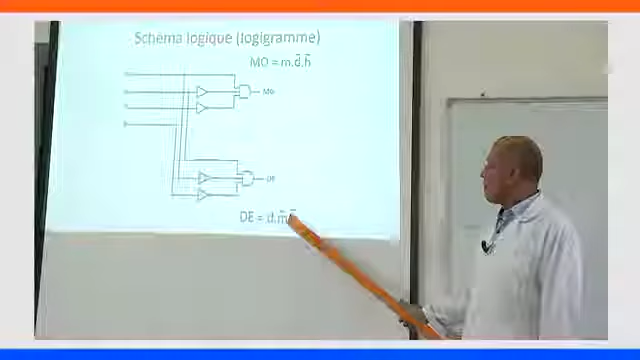 Schéma logique (logigramme)
MO = m.d̄.h̄
MO
DE
DE = d.m̄